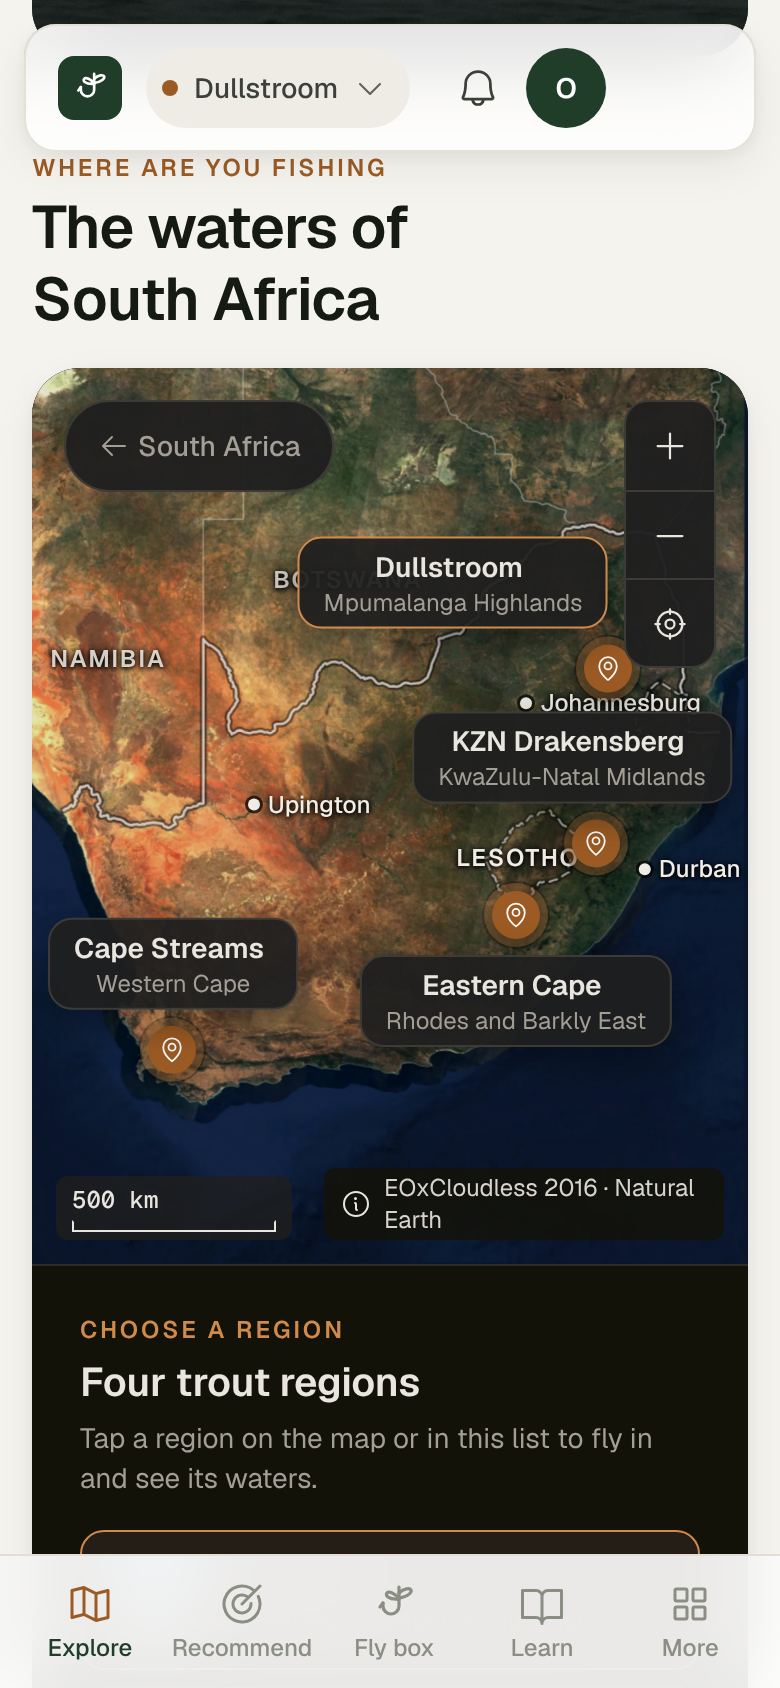 Dullstroom
O
WHERE ARE YOU FISHING
The waters of
South Africa
South Africa
BOTSWANA
Dullstroom
Mpumalanga Highlands
NAMIBIA
Johannesburg
KZN Drakensberg
KwaZulu-Natal Midlands
Upington
LESOTHO
Durban
Cape Streams
Western Cape
Eastern Cape
Rhodes and Barkly East
500 km
EOxCloudless 2016 · Natural
Earth
CHOOSE A REGION
Four trout regions
Tap a region on the map or in this list to fly in
and see its waters.
Explore
Recommend
Fly box
Learn
More